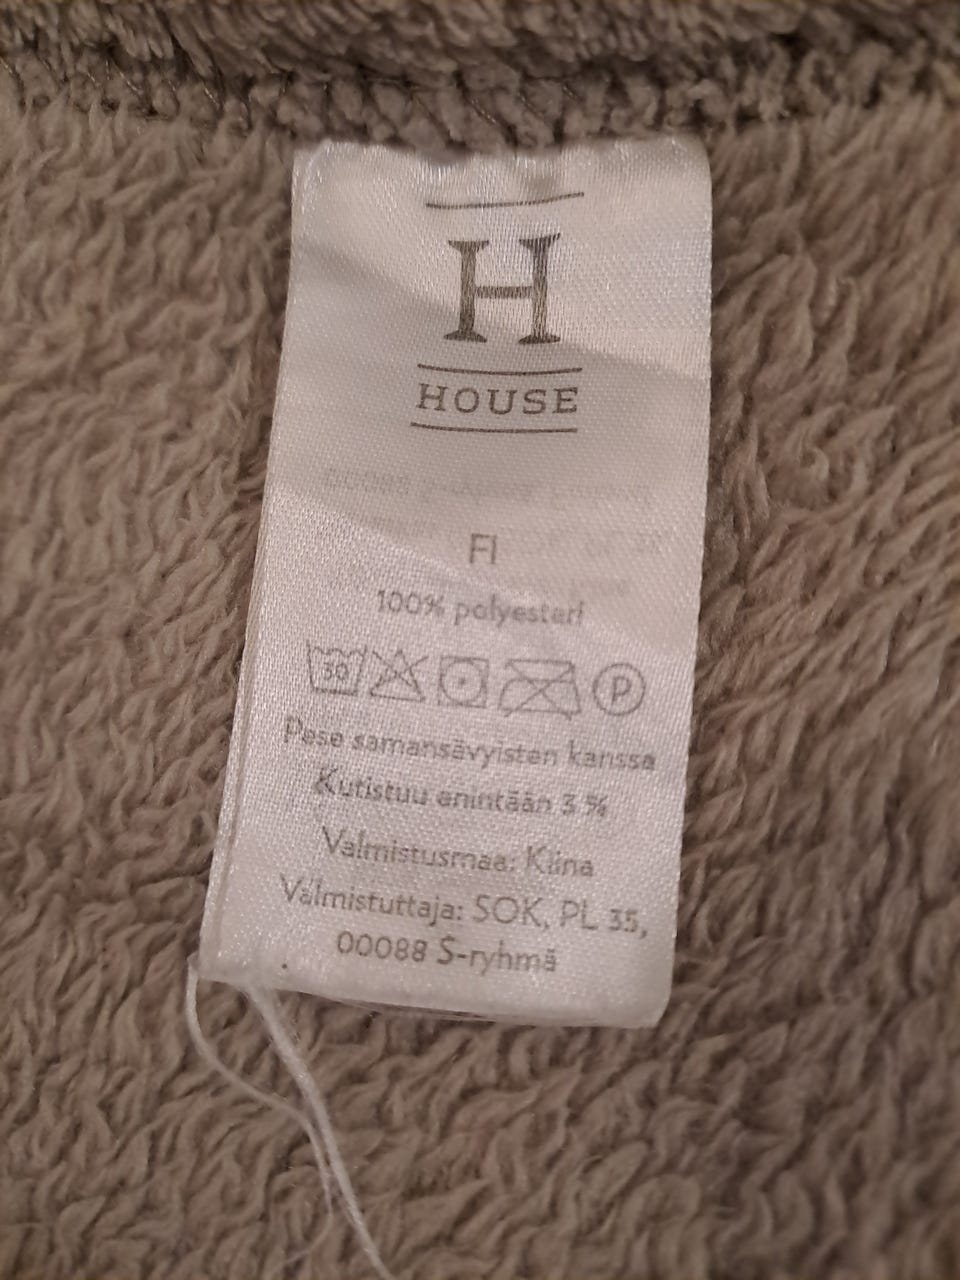 H
HOUSE
FI
100% polyesteri
30
P
Pese samansävyisten kanssa
Kutistuu enintään 3 %
Valmistusmaa: Kiina
Valmistuttaja: SOK, PL 35,
00088 S-ryhmä